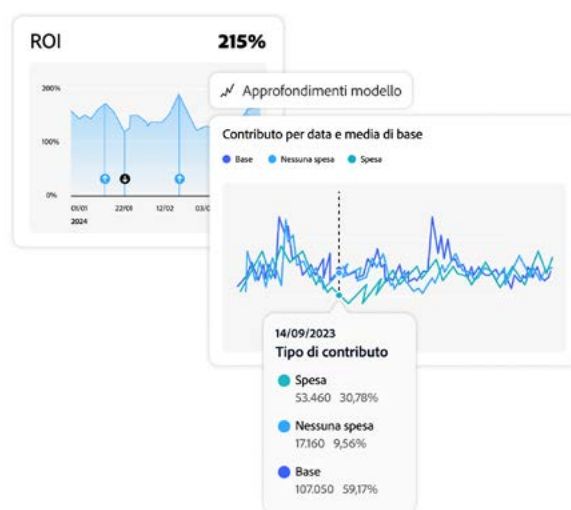 ROI
215%
200%
100%
0%
01/01
22/01
12/02
2024
Approfondimenti modello
Contributo per data e media di base
Base
Nessuna spesa
Spesa
14/09/2023
Tipo di contributo
Spesa
53.460 30,78%
Nessuna spesa
17.160 9,56%
Base
107.050 59,17%